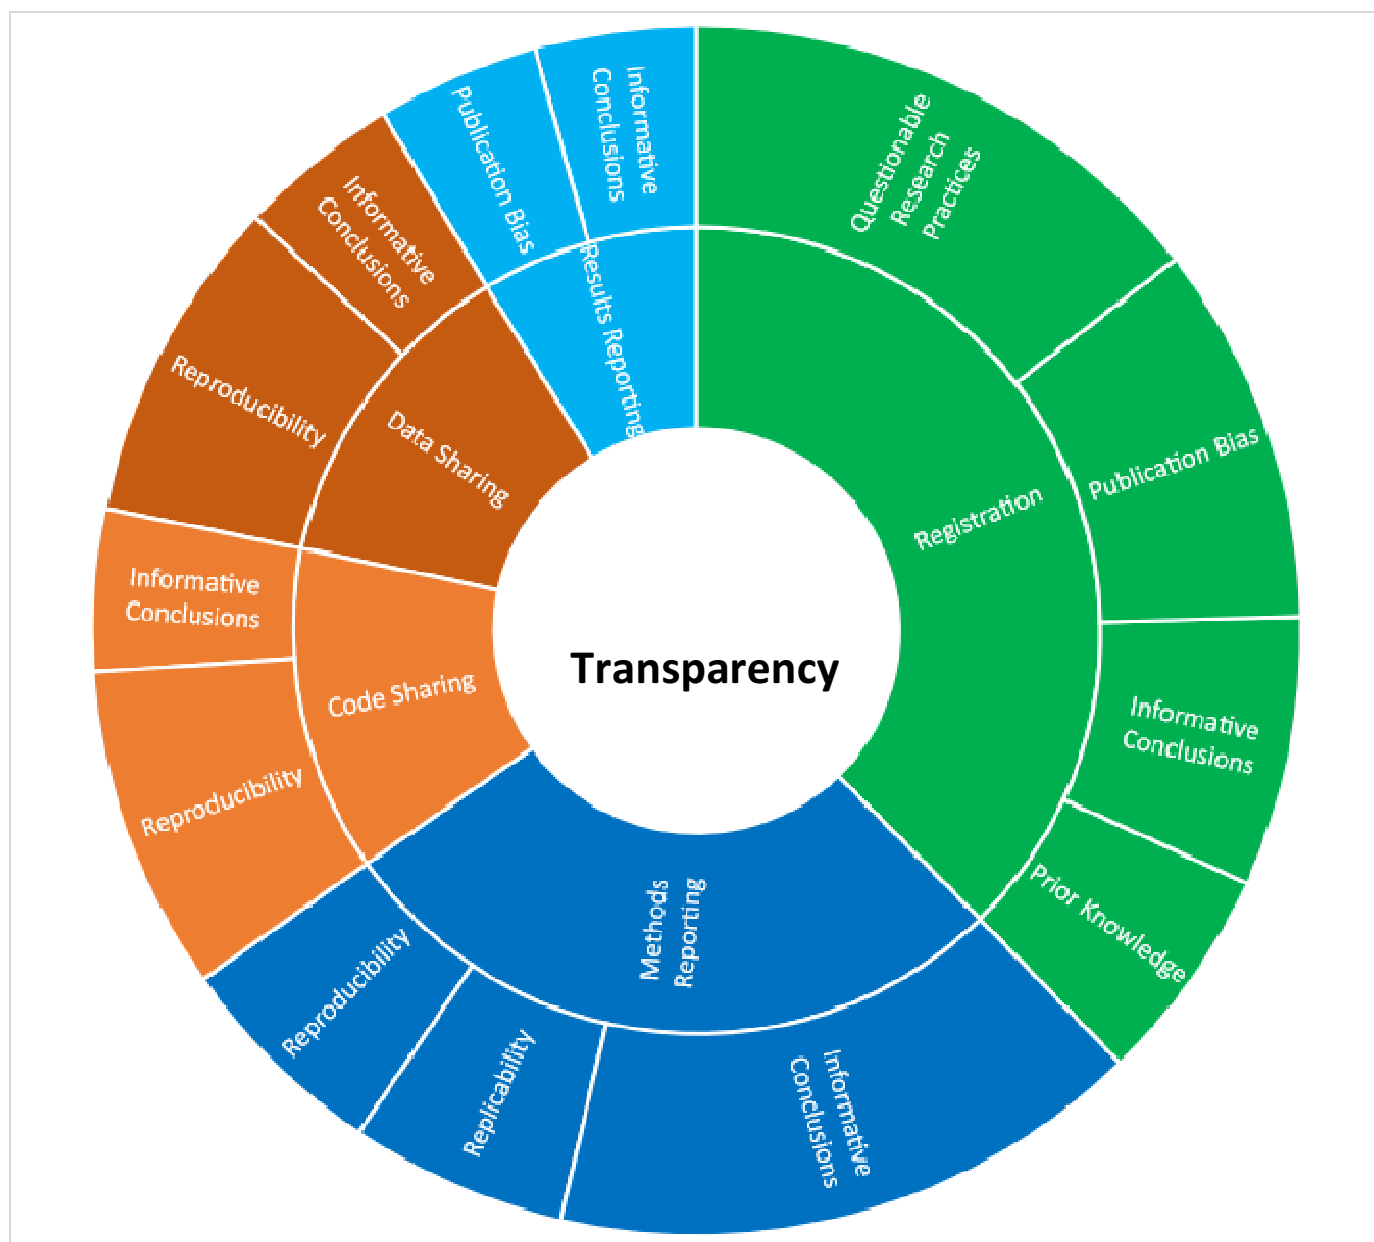 Transparency
Registration
Questionable
Research
Practices
Publication Bias
Informative
Conclusions
Prior Knowledge
Methods
Reporting
Informative
Conclusions
Replicability
Reproducibility
Code Sharing
Reproducibility
Informative
Conclusions
Data Sharing
Reproducibility
Informative
Conclusions
Results Reporting
Publication Bias
Informative
Conclusions